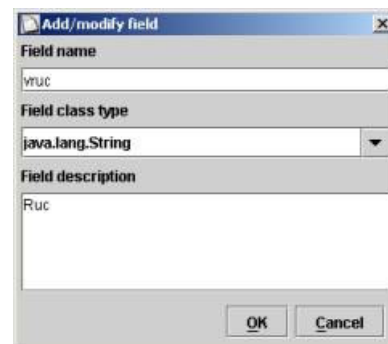 Add/modify field
Field name
vruc
Field class type
java.lang.String
Field description
Ruc
OK Cancel